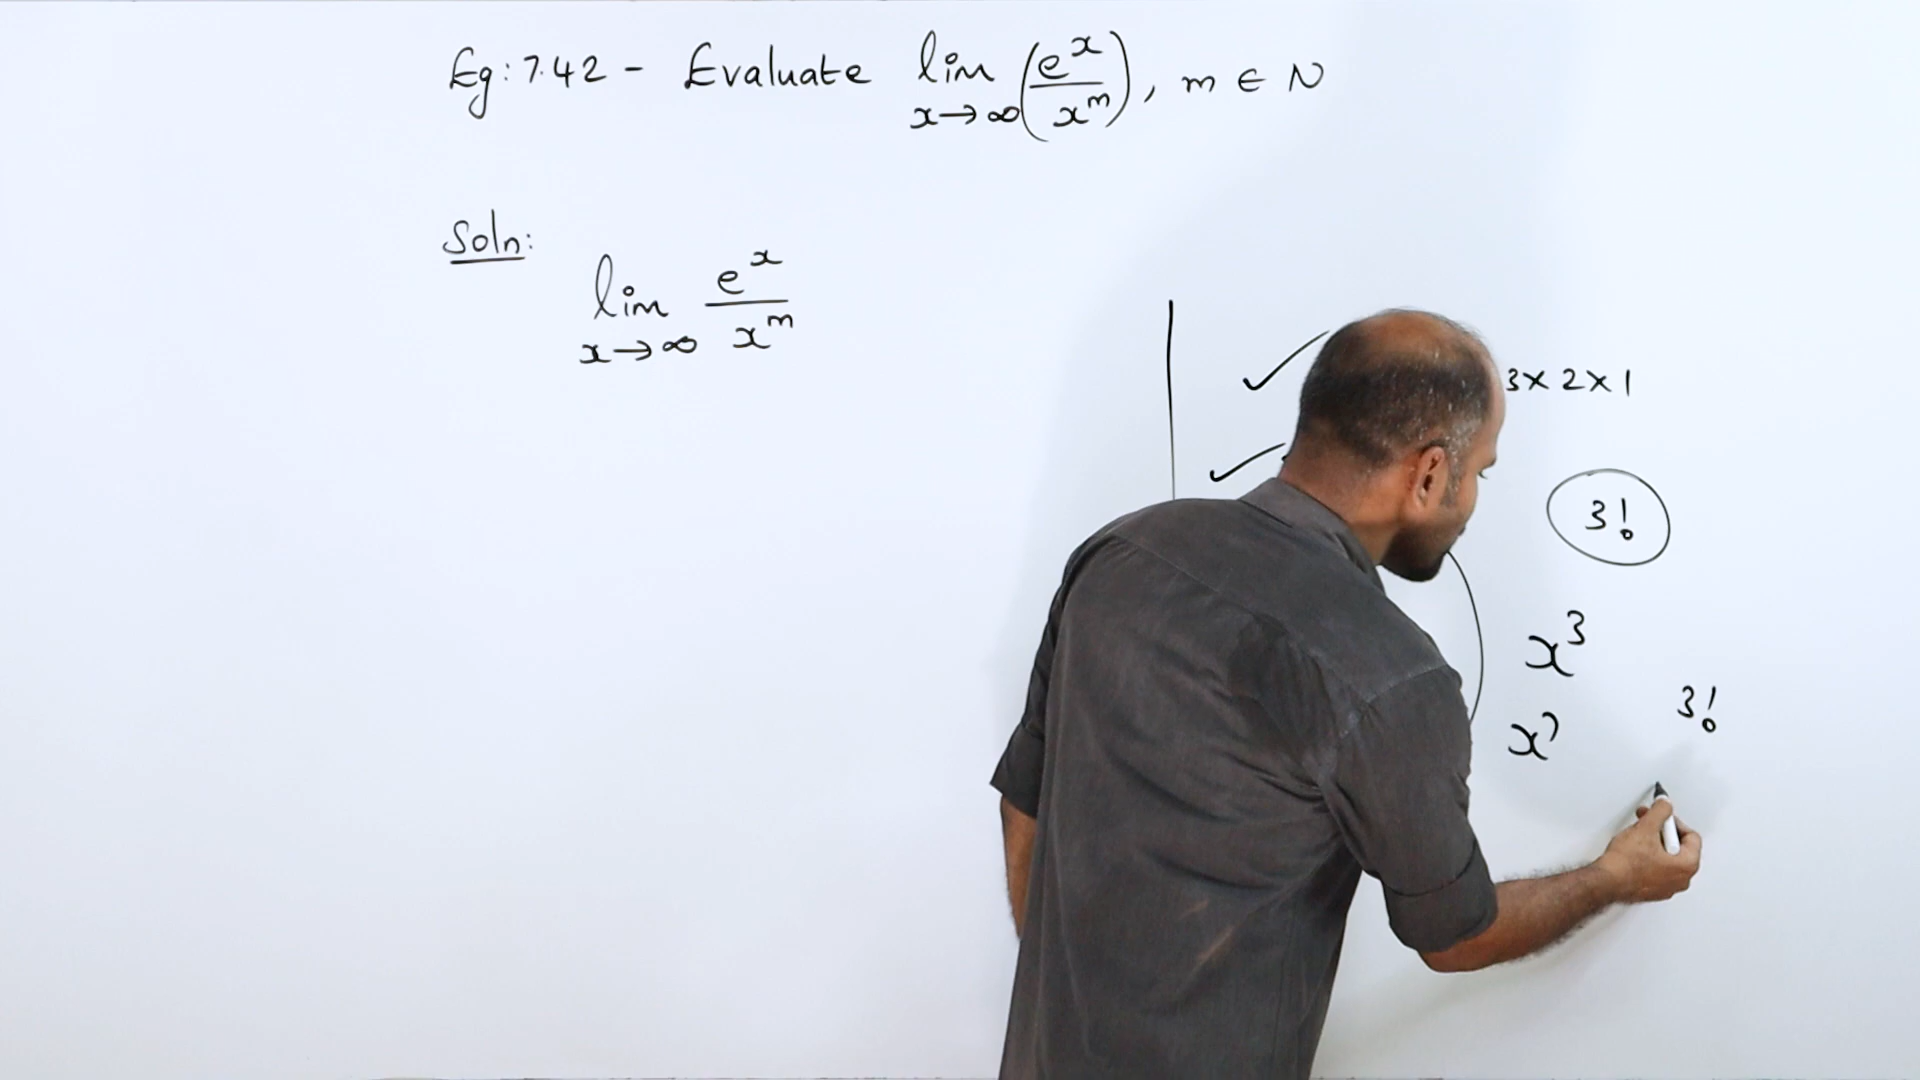 Eg: 7.42 - Evaluate lim x→∞ (e^x / x^m), m ∈ N
Soln:
lim x→∞ e^x / x^m
3 × 2 × 1
3!
x^3
3!